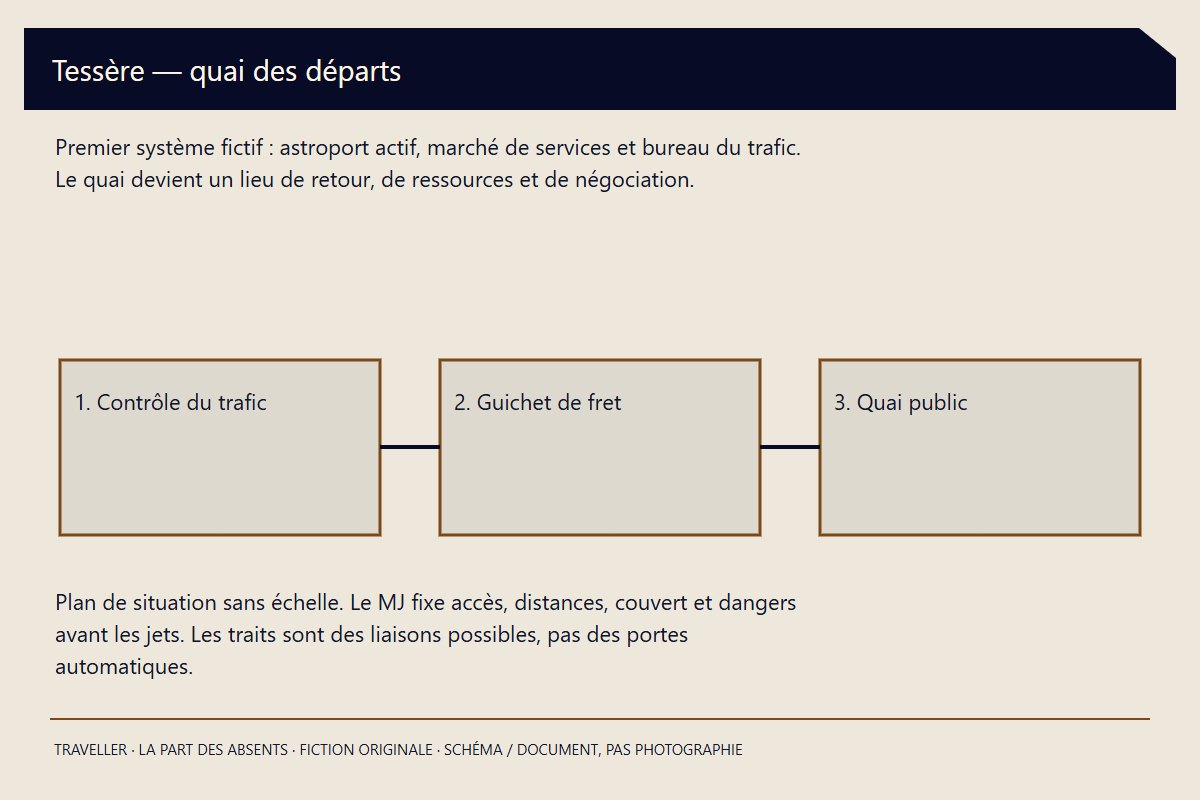 Tessère — quai des départs
Premier système fictif : astroport actif, marché de services et bureau du trafic.
Le quai devient un lieu de retour, de ressources et de négociation.
1. Contrôle du trafic
2. Guichet de fret
3. Quai public
Plan de situation sans échelle. Le MJ fixe accès, distances, couvert et dangers
avant les jets. Les traits sont des liaisons possibles, pas des portes
automatiques.
TRAVELLER · LA PART DES ABSENTS · FICTION ORIGINALE · SCHÉMA / DOCUMENT, PAS PHOTOGRAPHIE